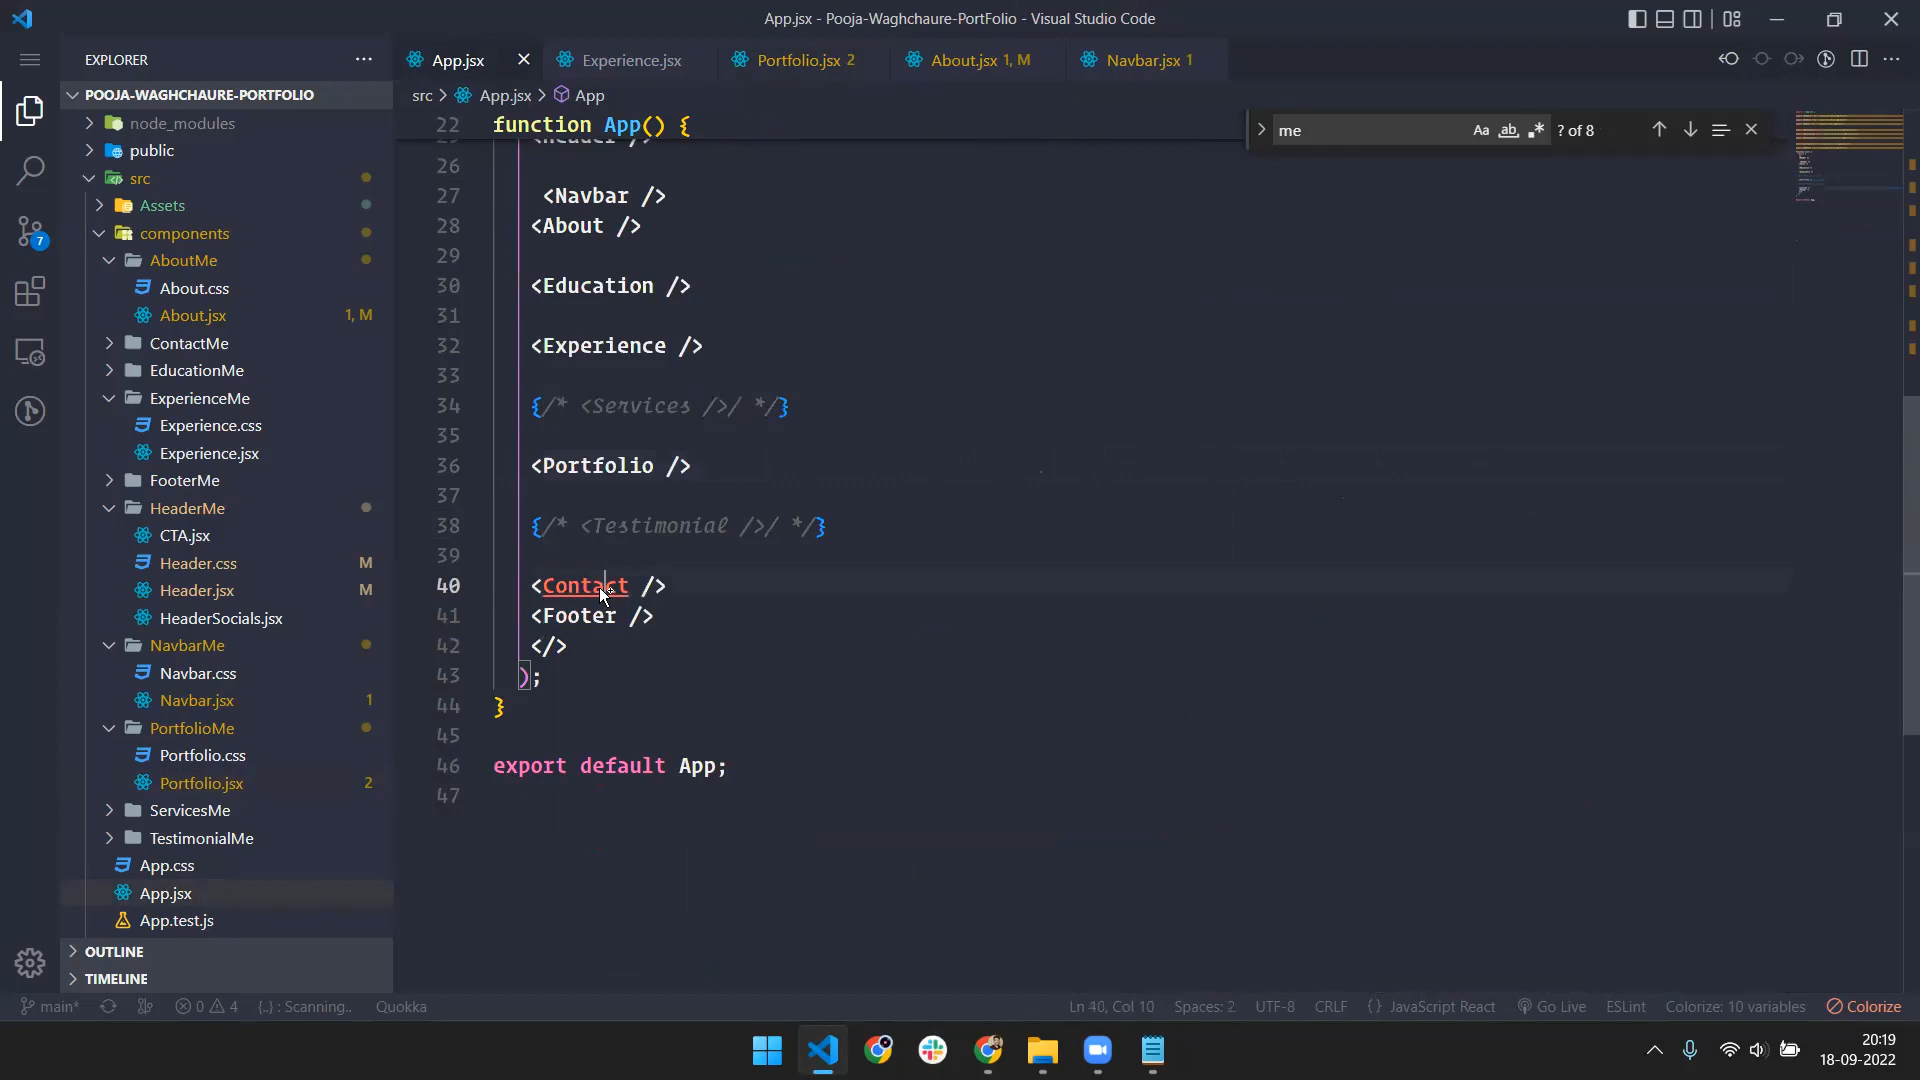 App.jsx - Pooja-Waghchaure-PortFolio - Visual Studio Code
EXPLORER
App.jsx
Experience.jsx
Portfolio.jsx 2
About.jsx 1, M
Navbar.jsx 1
POOJA-WAGHCHAURE-PORTFOLIO
src > App.jsx > App
me
Aa ab ? of 8
node_modules
public
src
Assets
components
AboutMe
About.css
About.jsx 1, M
ContactMe
EducationMe
ExperienceMe
Experience.css
Experience.jsx
FooterMe
HeaderMe
CTA.jsx
Header.css M
Header.jsx M
HeaderSocials.jsx
NavbarMe
Navbar.css
Navbar.jsx 1
PortfolioMe
Portfolio.css
Portfolio.jsx 2
ServicesMe
TestimonialMe
App.css
App.jsx
App.test.js
OUTLINE
TIMELINE
7
22 function App() {
<Header />
26
27 <Navbar />
28 <About />
29
30 <Education />
31
32 <Experience />
33
34 {/* <Services />/ */}
35
36 <Portfolio />
37
38 {/* <Testimonial />/ */}
39
40 <Contact />
41 <Footer />
42 </>
43 );
44 }
45
46 export default App;
47
main* 0 4 {..} : Scanning.. Quokka
Ln 40, Col 10 Spaces: 2 UTF-8 CRLF {} JavaScript React Go Live ESLint Colorize: 10 variables Colorize
20:19
18-09-2022